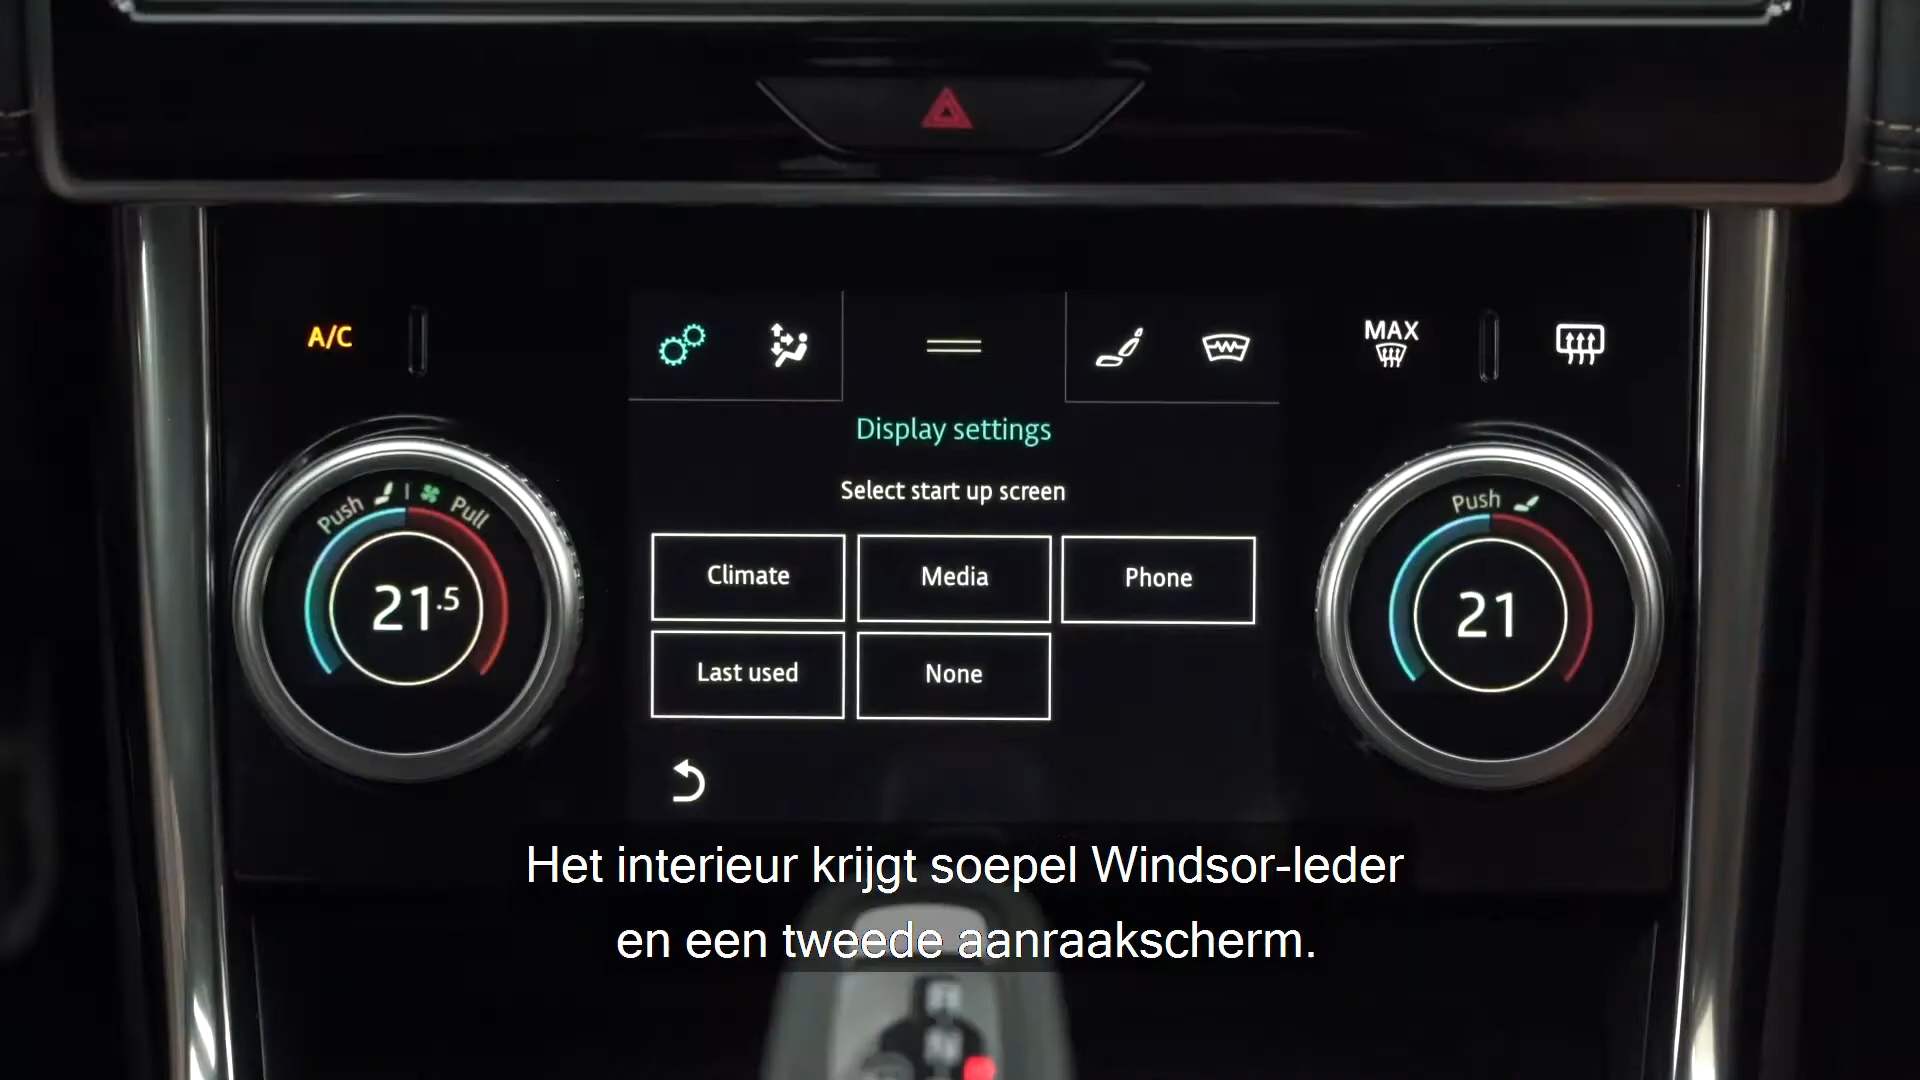 A/C
MAX
Display settings
Select start up screen
Push Pull
Push
Climate
Media
Phone
21.5
21
Last used
None
Het interieur krijgt soepel Windsor-leder
en een tweede aanraakscherm.